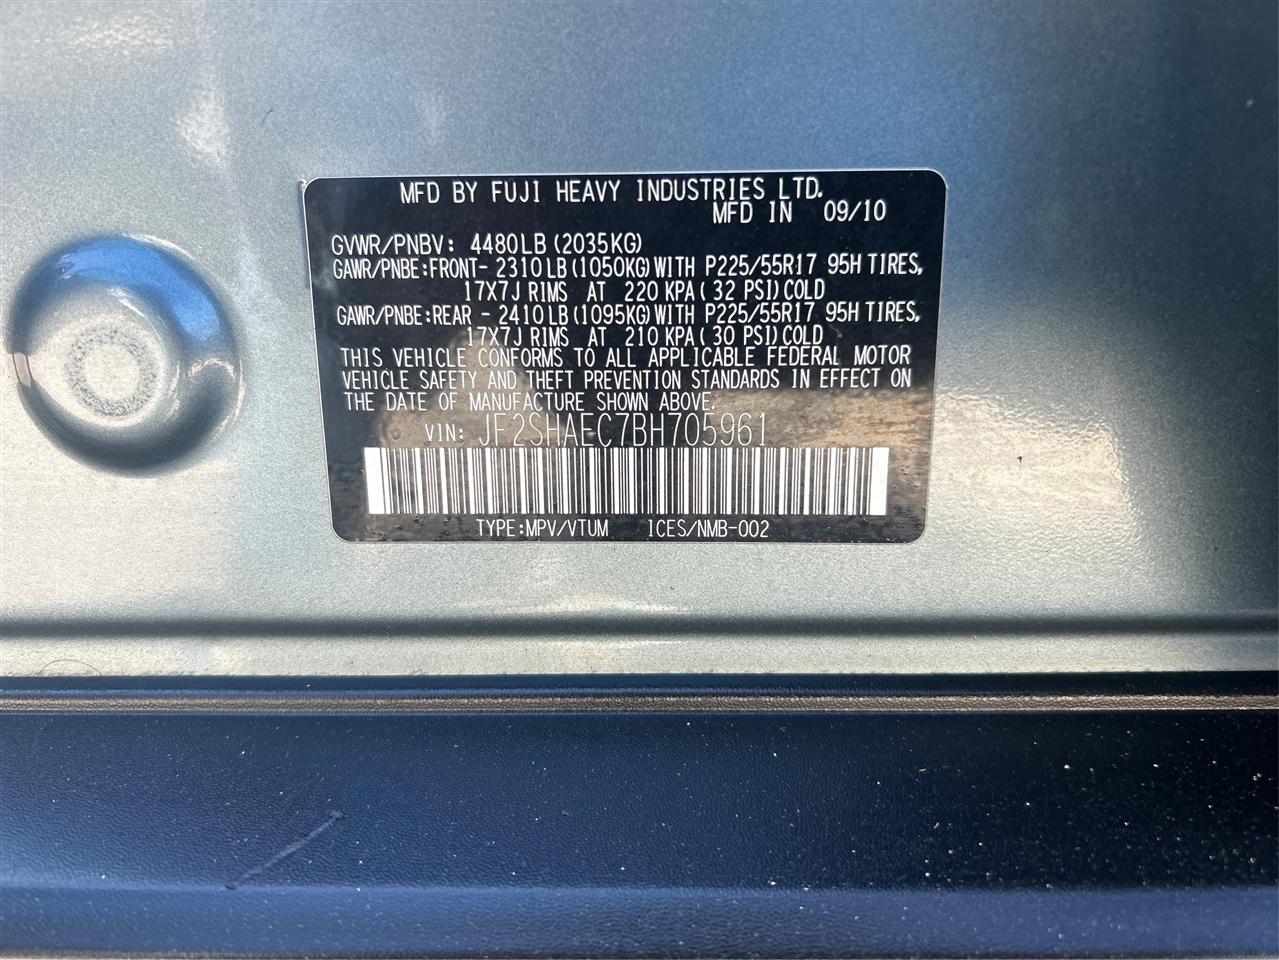 MFD BY FUJI HEAVY INDUSTRIES LTD.
MFD IN 09/10
GVWR/PNBV: 4480LB (2035KG)
GAWR/PNBE:FRONT- 2310LB (1050KG) WITH P225/55R17 95H TIRES,
17X7J RIMS AT 220 KPA ( 32 PSI) COLD
GAWR/PNBE:REAR - 2410LB (1095KG) WITH P225/55R17 95H TIRES,
17X7J RIMS AT 210 KPA ( 30 PSI) COLD
THIS VEHICLE CONFORMS TO ALL APPLICABLE FEDERAL MOTOR
VEHICLE SAFETY AND THEFT PREVENTION STANDARDS IN EFFECT ON
THE DATE OF MANUFACTURE SHOWN ABOVE.
VIN: JF2SHAEC7BH705961
TYPE:MPV/VTUM ICES/NMB-002